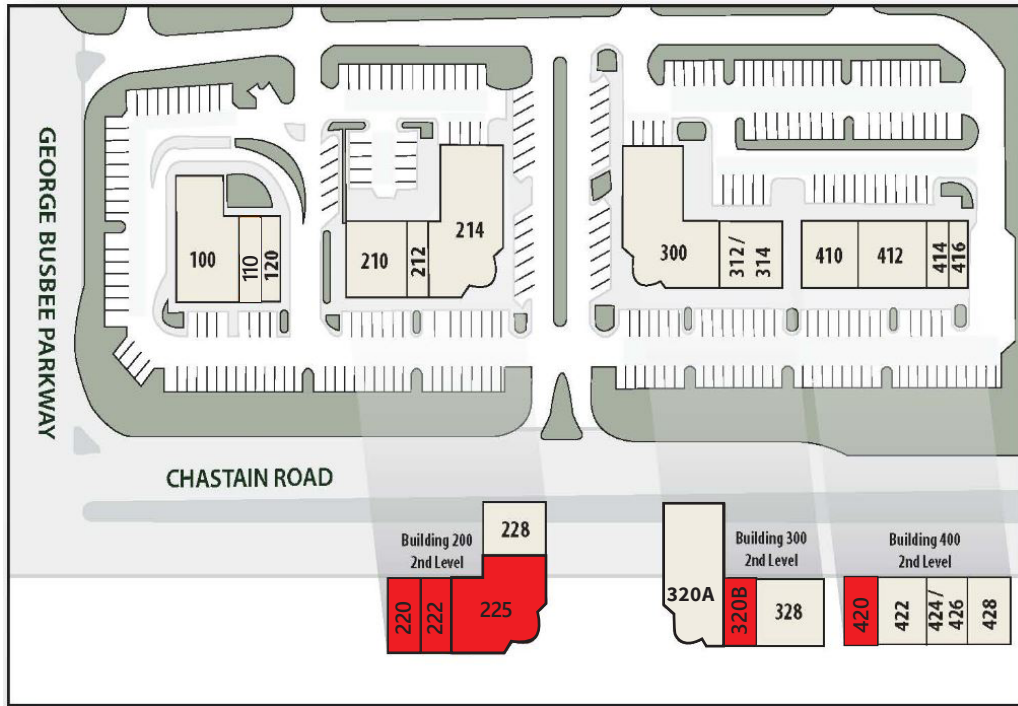 GEORGE BUSBEE PARKWAY
100
110
120
210
212
214
300
312 /
314
410
412
414
416
CHASTAIN ROAD
Building 200
2nd Level
228
220
222
225
Building 300
2nd Level
320A
320B
328
Building 400
2nd Level
420
422
424 /
426
428